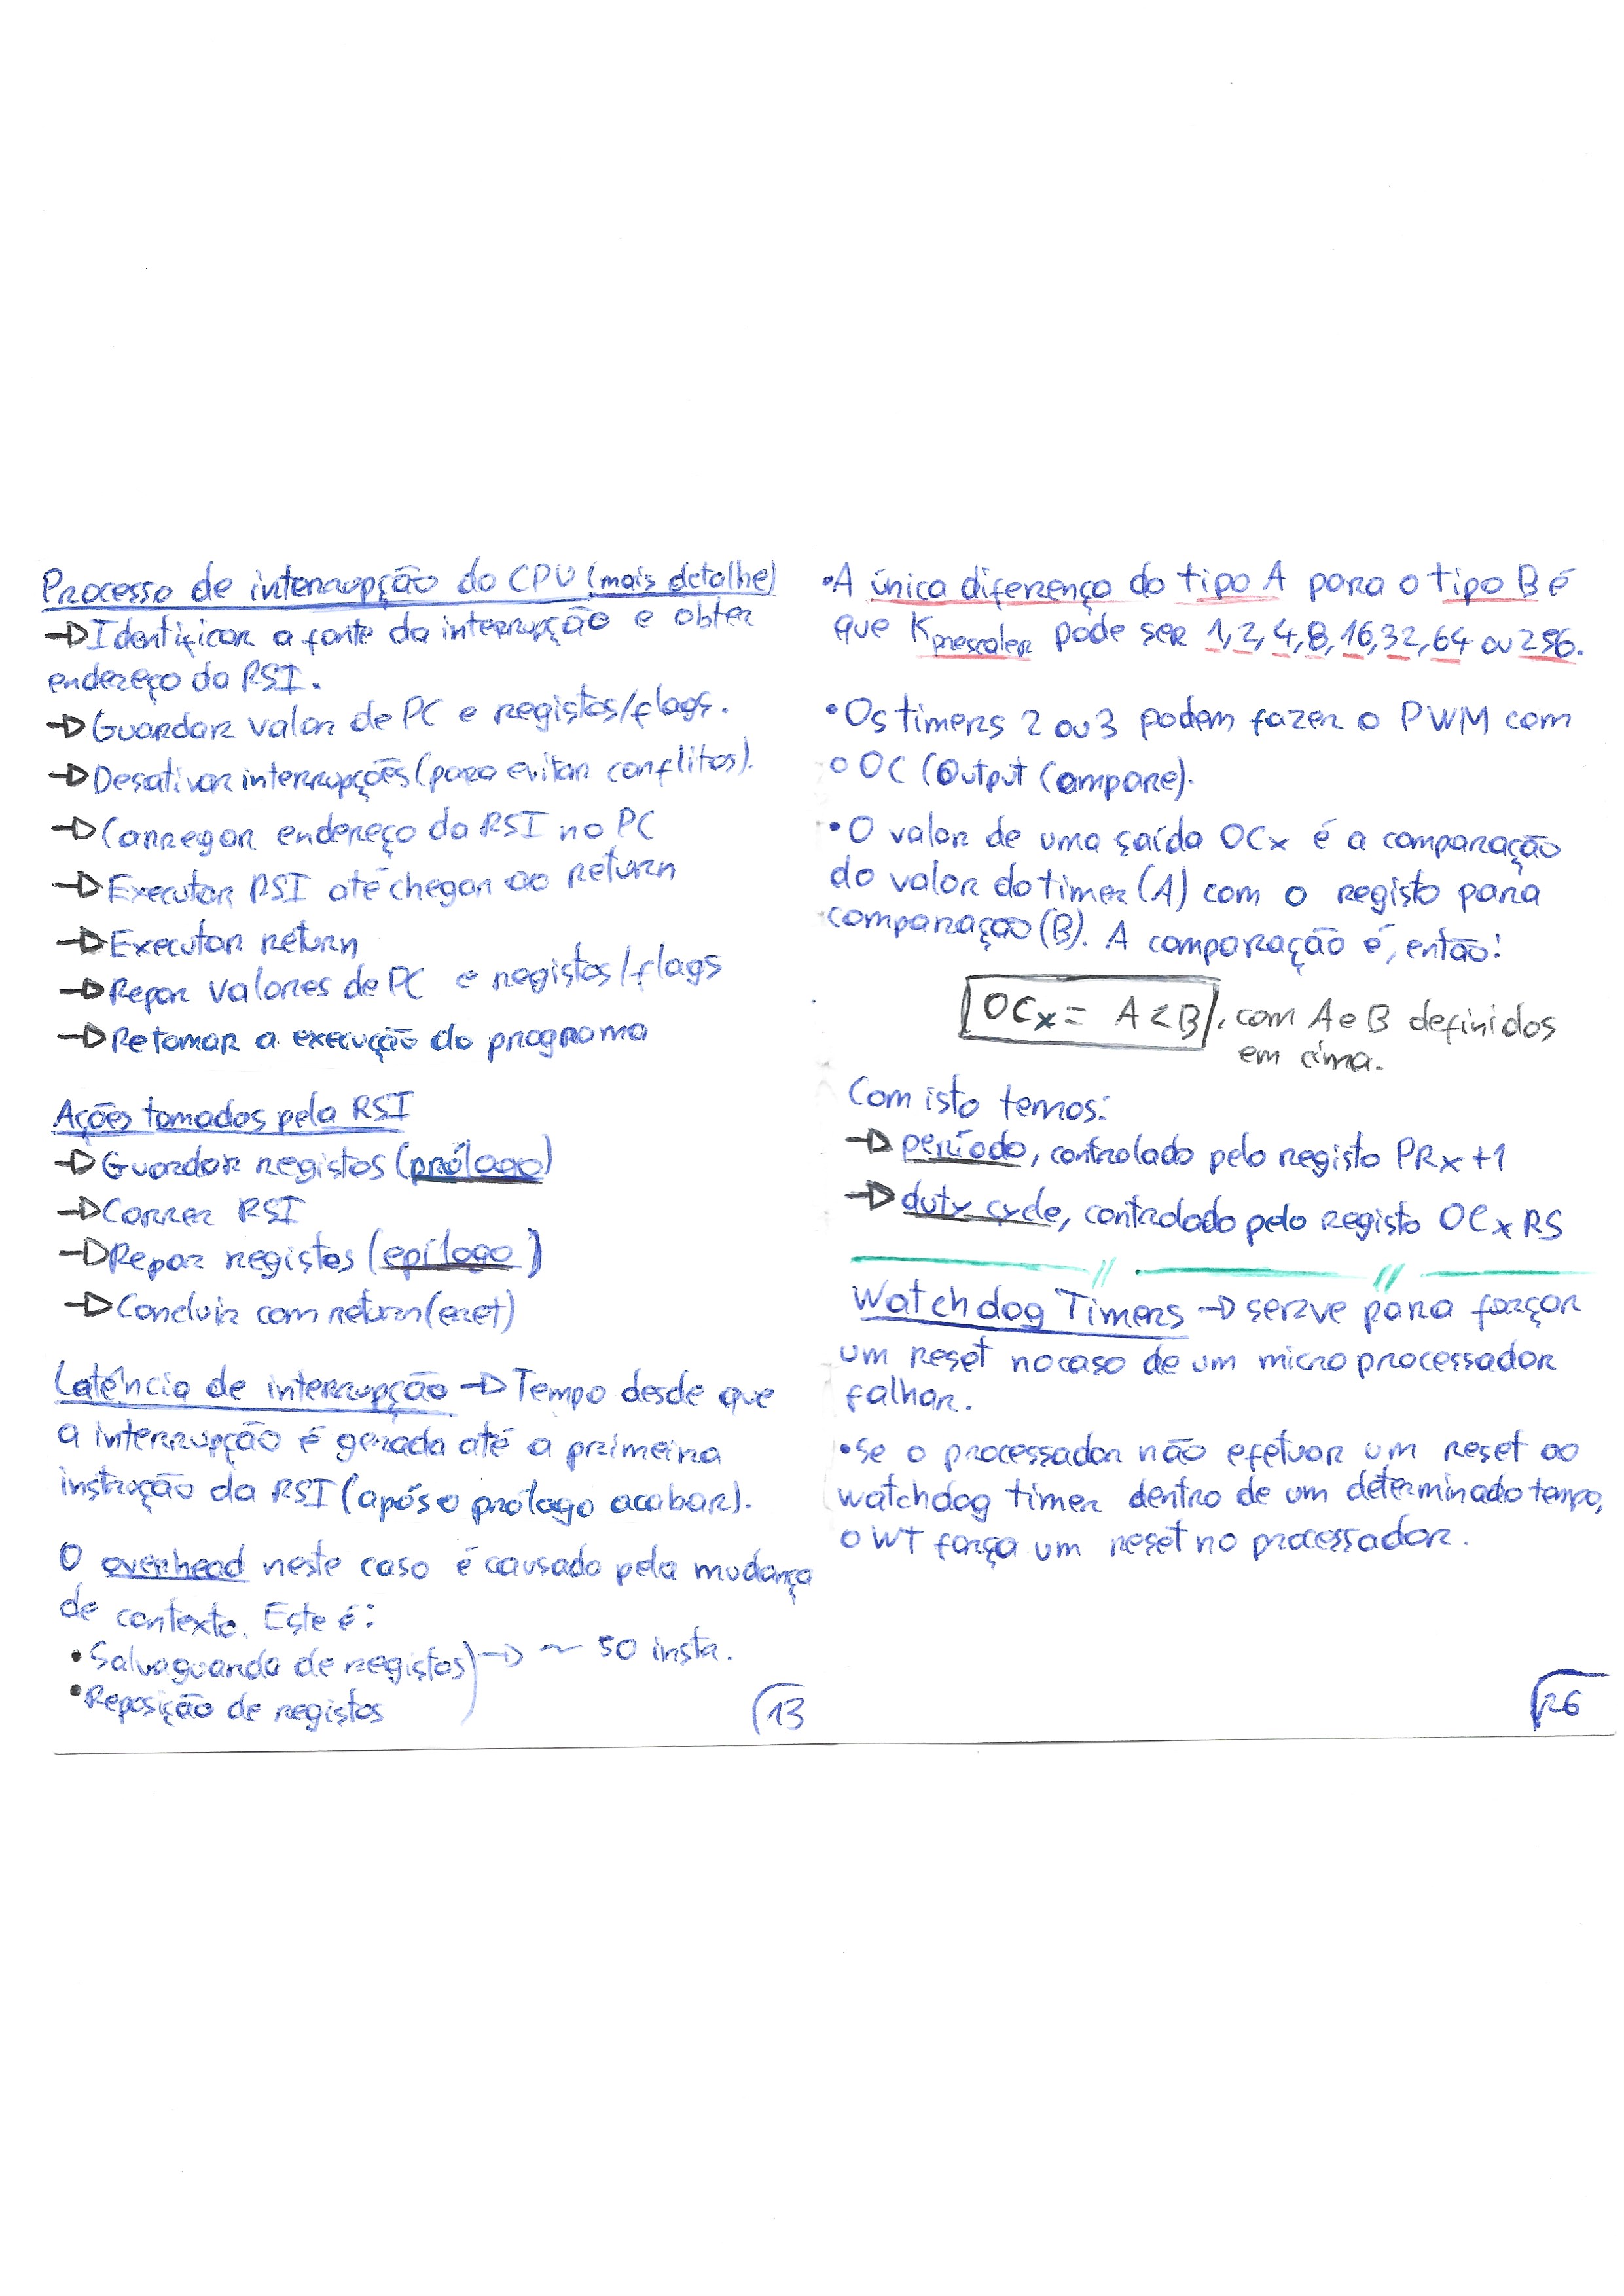 Processo de interrupção do CPU (mais detalhe)
→ Identificar a fonte da interrupção e obter
endereço da RSI.
→ Guardar valor de PC e registos/flags.
→ Desativar interrupções (para evitar conflitos).
→ Carregar endereço da RSI no PC
→ Executar RSI até chegar ao return
→ Executar return
→ Repor valores de PC e registos/flags
→ Retomar a execução do programa
Ações tomadas pela RSI
→ Guardar registos (prólogo)
→ Correr RSI
→ Repor registos (epílogo)
→ Concluir com return (eret)
Latência de interrupção → Tempo desde que
a interrupção é gerada até a primeira
instrução da RSI (após o prólogo acabar).
O overhead neste caso é causado pela mudança
de contexto. Este é:
• Salvaguarda de registos) → ~ 50 instr.
• Reposição de registos
13
• A única diferença do tipo A para o tipo B é
que Kprescaler pode ser 1, 2, 4, 8, 16, 32, 64 ou 256.
• Os timers 2 ou 3 podem fazer o PWM com
o OC (Output Compare).
• O valor de uma saída OCx é a comparação
do valor do timer (A) com o registo para
comparação (B). A comparação é, então:
OCx = A < B, com A e B definidos
em cima.
Com isto temos:
→ período, controlado pelo registo PRx + 1
→ duty cycle, controlado pelo registo OCxRS
Watchdog Timers → serve para forçar
um reset no caso de um microprocessador
falhar.
• Se o processador não efetuar um reset ao
watchdog timer dentro de um determinado tempo,
o WT força um reset no processador.
26